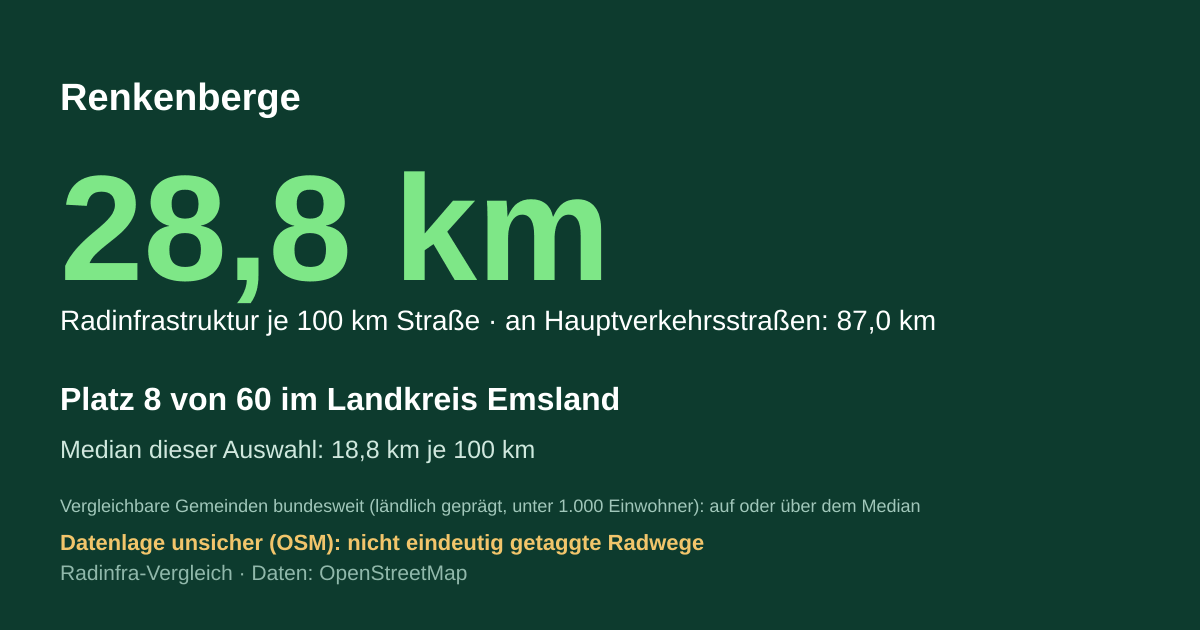 Renkenberge
28,8 km
Radinfrastruktur je 100 km Straße · an Hauptverkehrsstraßen: 87,0 km
Platz 8 von 60 im Landkreis Emsland
Median dieser Auswahl: 18,8 km je 100 km
Vergleichbare Gemeinden bundesweit (ländlich geprägt, unter 1.000 Einwohner): auf oder über dem Median
Datenlage unsicher (OSM): nicht eindeutig getaggte Radwege
Radinfra-Vergleich · Daten: OpenStreetMap